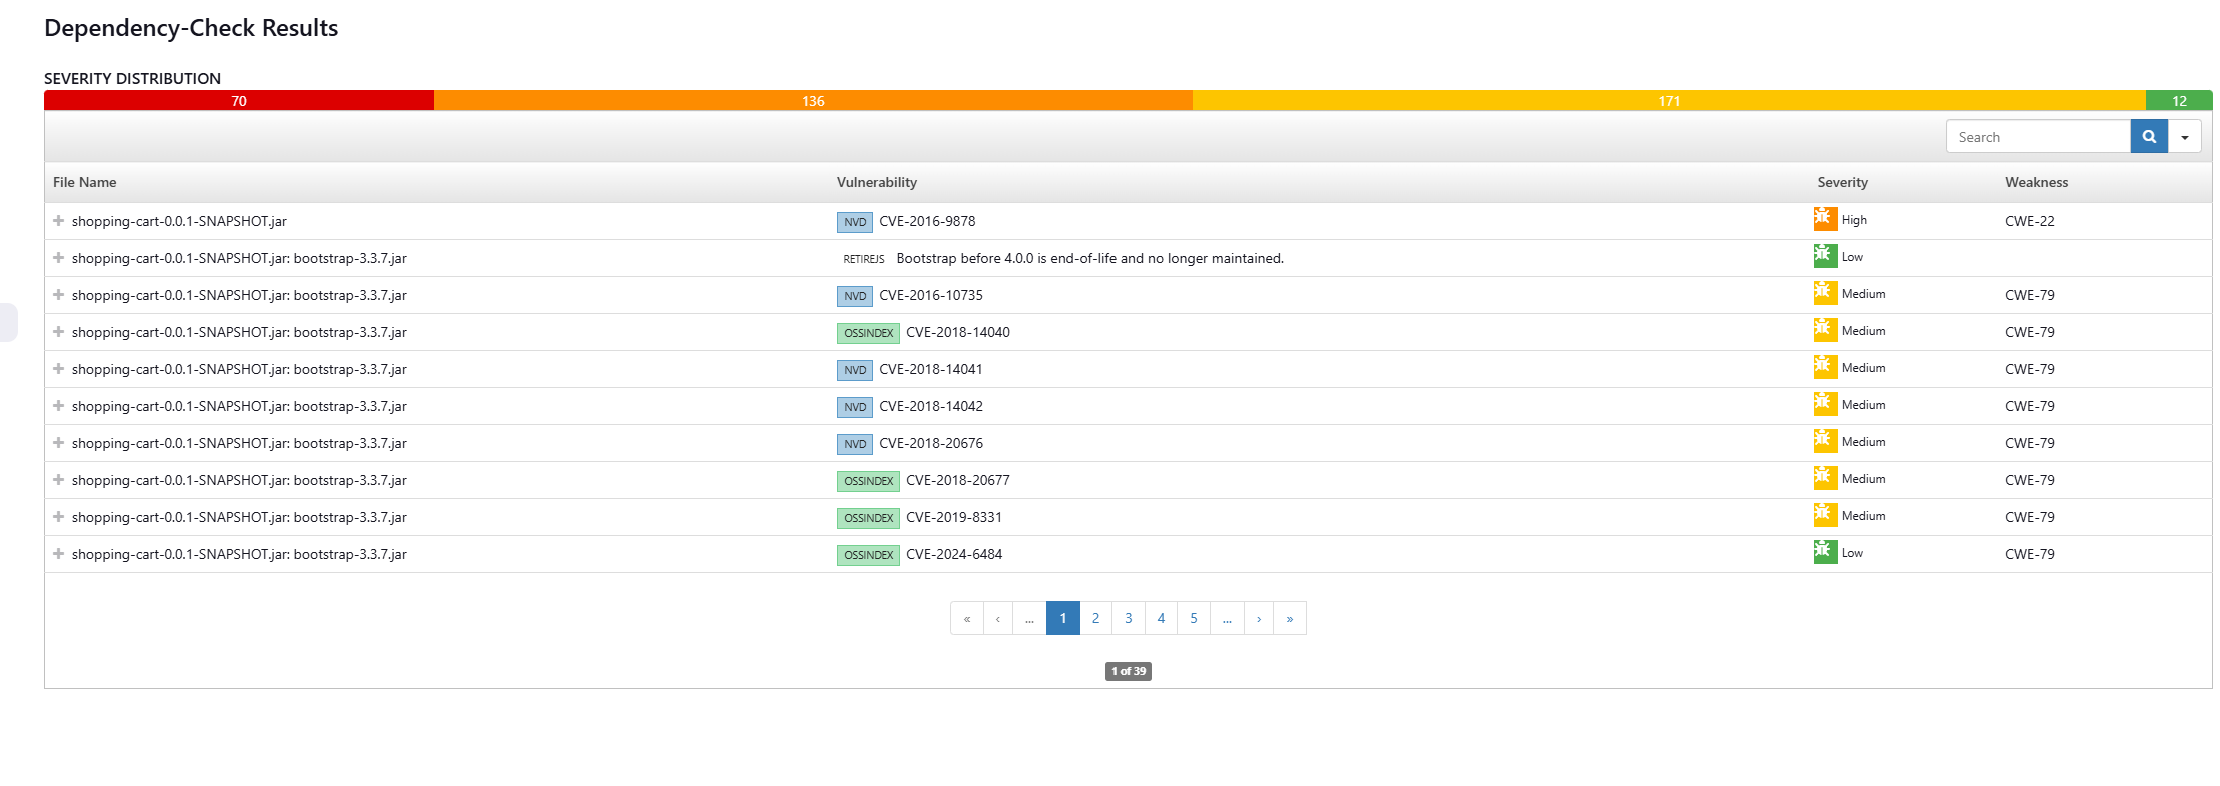 Dependency-Check Results
SEVERITY DISTRIBUTION
70 136 171 12
Search
File Name Vulnerability Severity Weakness
shopping-cart-0.0.1-SNAPSHOT.jar NVD CVE-2016-9878 High CWE-22
shopping-cart-0.0.1-SNAPSHOT.jar: bootstrap-3.3.7.jar RETIREJS Bootstrap before 4.0.0 is end-of-life and no longer maintained. Low
shopping-cart-0.0.1-SNAPSHOT.jar: bootstrap-3.3.7.jar NVD CVE-2016-10735 Medium CWE-79
shopping-cart-0.0.1-SNAPSHOT.jar: bootstrap-3.3.7.jar OSSINDEX CVE-2018-14040 Medium CWE-79
shopping-cart-0.0.1-SNAPSHOT.jar: bootstrap-3.3.7.jar NVD CVE-2018-14041 Medium CWE-79
shopping-cart-0.0.1-SNAPSHOT.jar: bootstrap-3.3.7.jar NVD CVE-2018-14042 Medium CWE-79
shopping-cart-0.0.1-SNAPSHOT.jar: bootstrap-3.3.7.jar NVD CVE-2018-20676 Medium CWE-79
shopping-cart-0.0.1-SNAPSHOT.jar: bootstrap-3.3.7.jar OSSINDEX CVE-2018-20677 Medium CWE-79
shopping-cart-0.0.1-SNAPSHOT.jar: bootstrap-3.3.7.jar OSSINDEX CVE-2019-8331 Medium CWE-79
shopping-cart-0.0.1-SNAPSHOT.jar: bootstrap-3.3.7.jar OSSINDEX CVE-2024-6484 Low CWE-79
« ‹ ... 1 2 3 4 5 ... › »
1 of 39